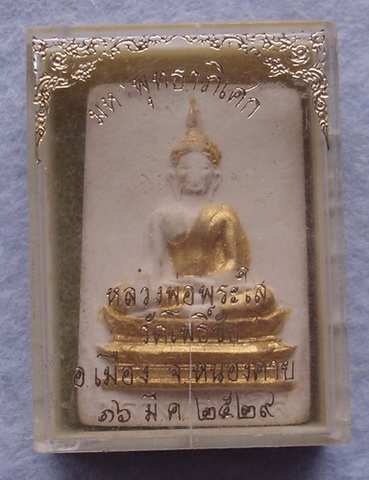 มหาพุทธาภิเศก
หลวงพ่อพระใส
วัดโพธิ์ชัย
อ.เมือง จ.หนองคาย
๑๖ มี ค ๒๕๒๙